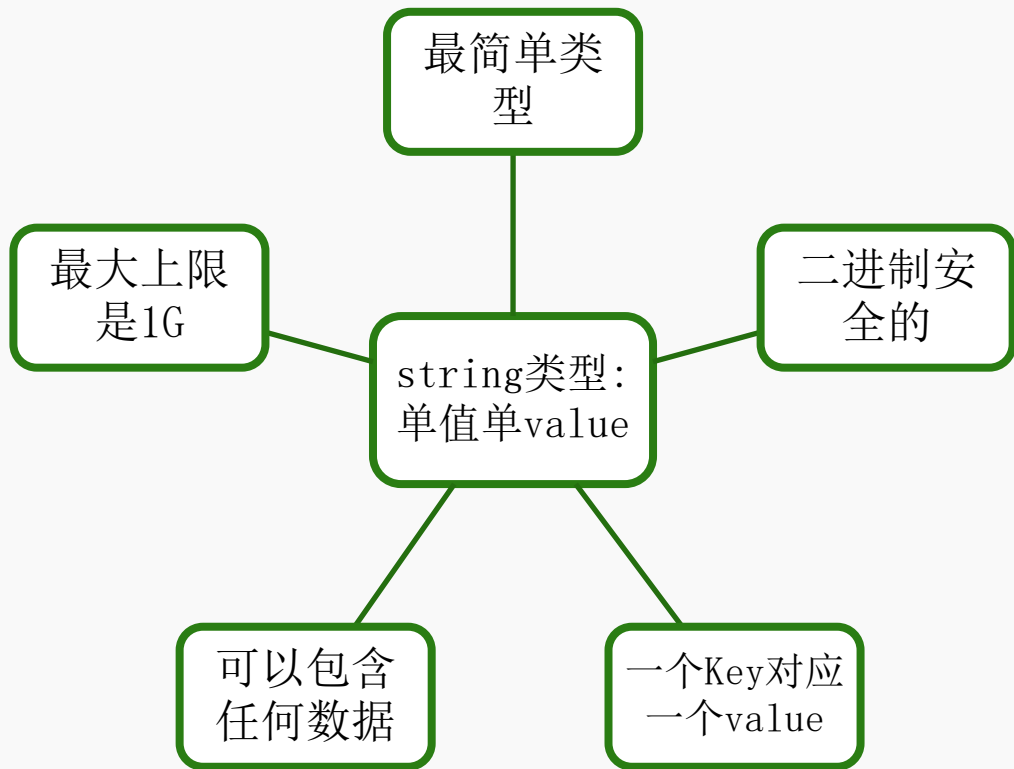 最简单类
型
最大上限
是1G
二进制安
全的
string类型:
单值单value
可以包含
任何数据
一个Key对应
一个value